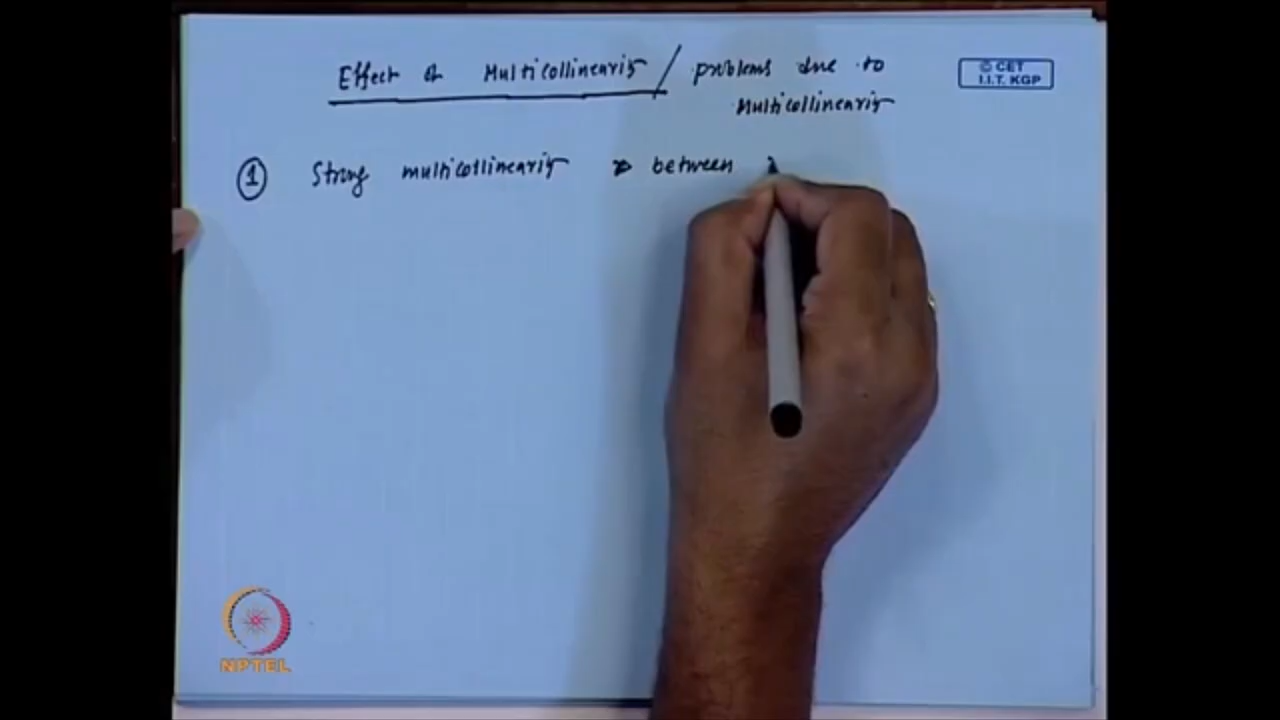 Effect of Multicollinearity / problems due to
Multicollinearity
© CET
I.I.T. KGP
1 Strong multicollinearity between
NPTEL